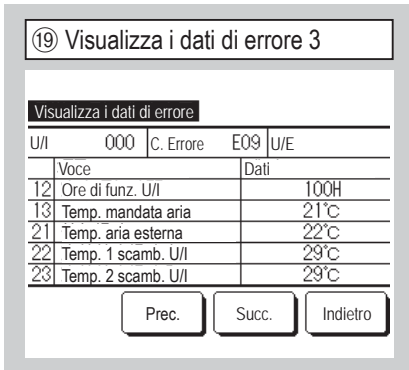 ⑲ Visualizza i dati di errore 3
Visualizza i dati di errore
U/I 000 C. Errore E09 U/E
Voce Dati
12 Ore di funz. U/I 100H
13 Temp. mandata aria 21°C
21 Temp. aria esterna 22°C
22 Temp. 1 scamb. U/I 29°C
23 Temp. 2 scamb. U/I 29°C
Prec. Succ. Indietro